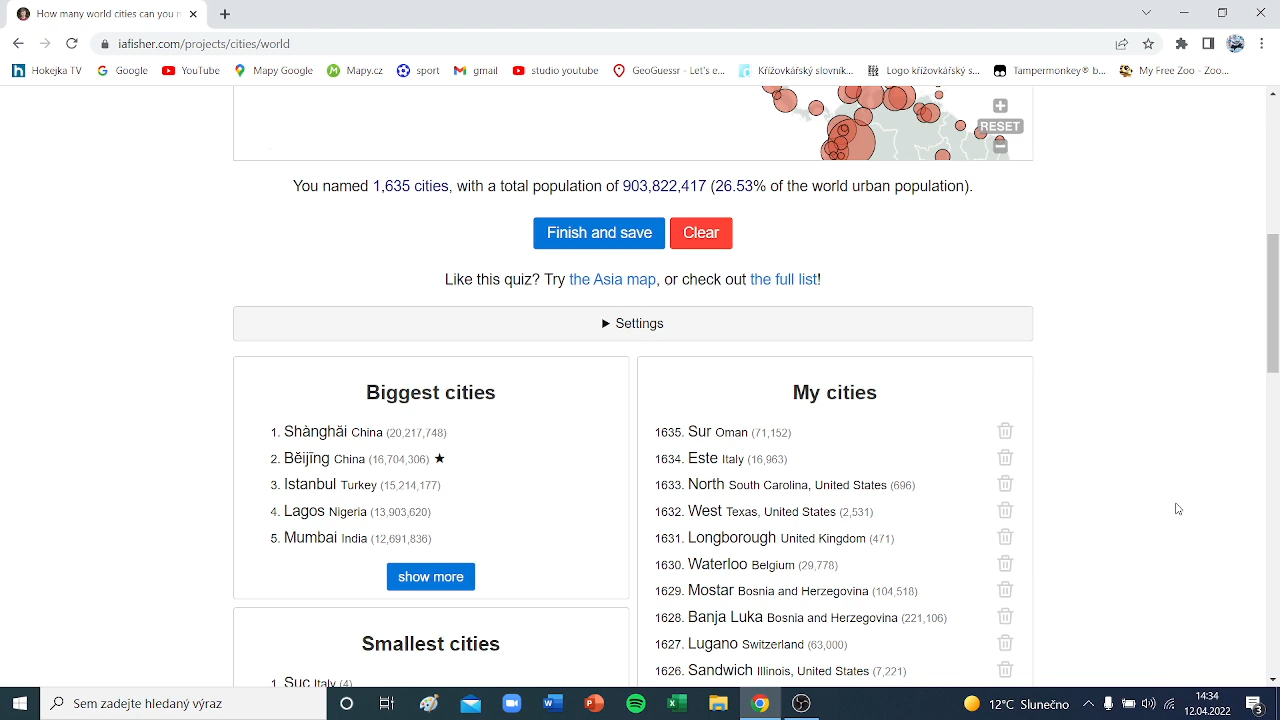 How many world cities can you n
iafisher.com/projects/cities/world
Hokejka TV
Google
YouTube
Mapy Google
Mapy.cz
sport
gmail
studio youtube
GeoGuessr - Let's e...
Křížovkářský slovník...
Logo křížovkářský s...
Tampermonkey® b...
My Free Zoo - Zoo...
RESET
You named 1,635 cities, with a total population of 903,822,417 (26.53% of the world urban population).
Finish and save
Clear
Like this quiz? Try the Asia map, or check out the full list!
▶ Settings
Biggest cities
1. Shànghǎi China (20,217,748)
2. Běijīng China (16,704,306) ★
3. Istanbul Turkey (15,214,177)
4. Lagos Nigeria (13,903,620)
5. Mumbai India (12,691,836)
show more
Smallest cities
1. Suc Italy (4)
My cities
1635. Sur Oman (71,152)
1634. Este Italy (16,963)
1633. North South Carolina, United States (696)
1632. West Texas, United States (2,531)
1631. Longborough United Kingdom (471)
1630. Waterloo Belgium (29,778)
1629. Mostar Bosnia and Herzegovina (104,518)
1628. Banja Luka Bosnia and Herzegovina (221,106)
1627. Lugano Switzerland (63,000)
1626. Sandwich Illinois, United States (7,221)
Sem zadejte hledaný výraz
12°C Slunečno
14:34
12.04.2022
3